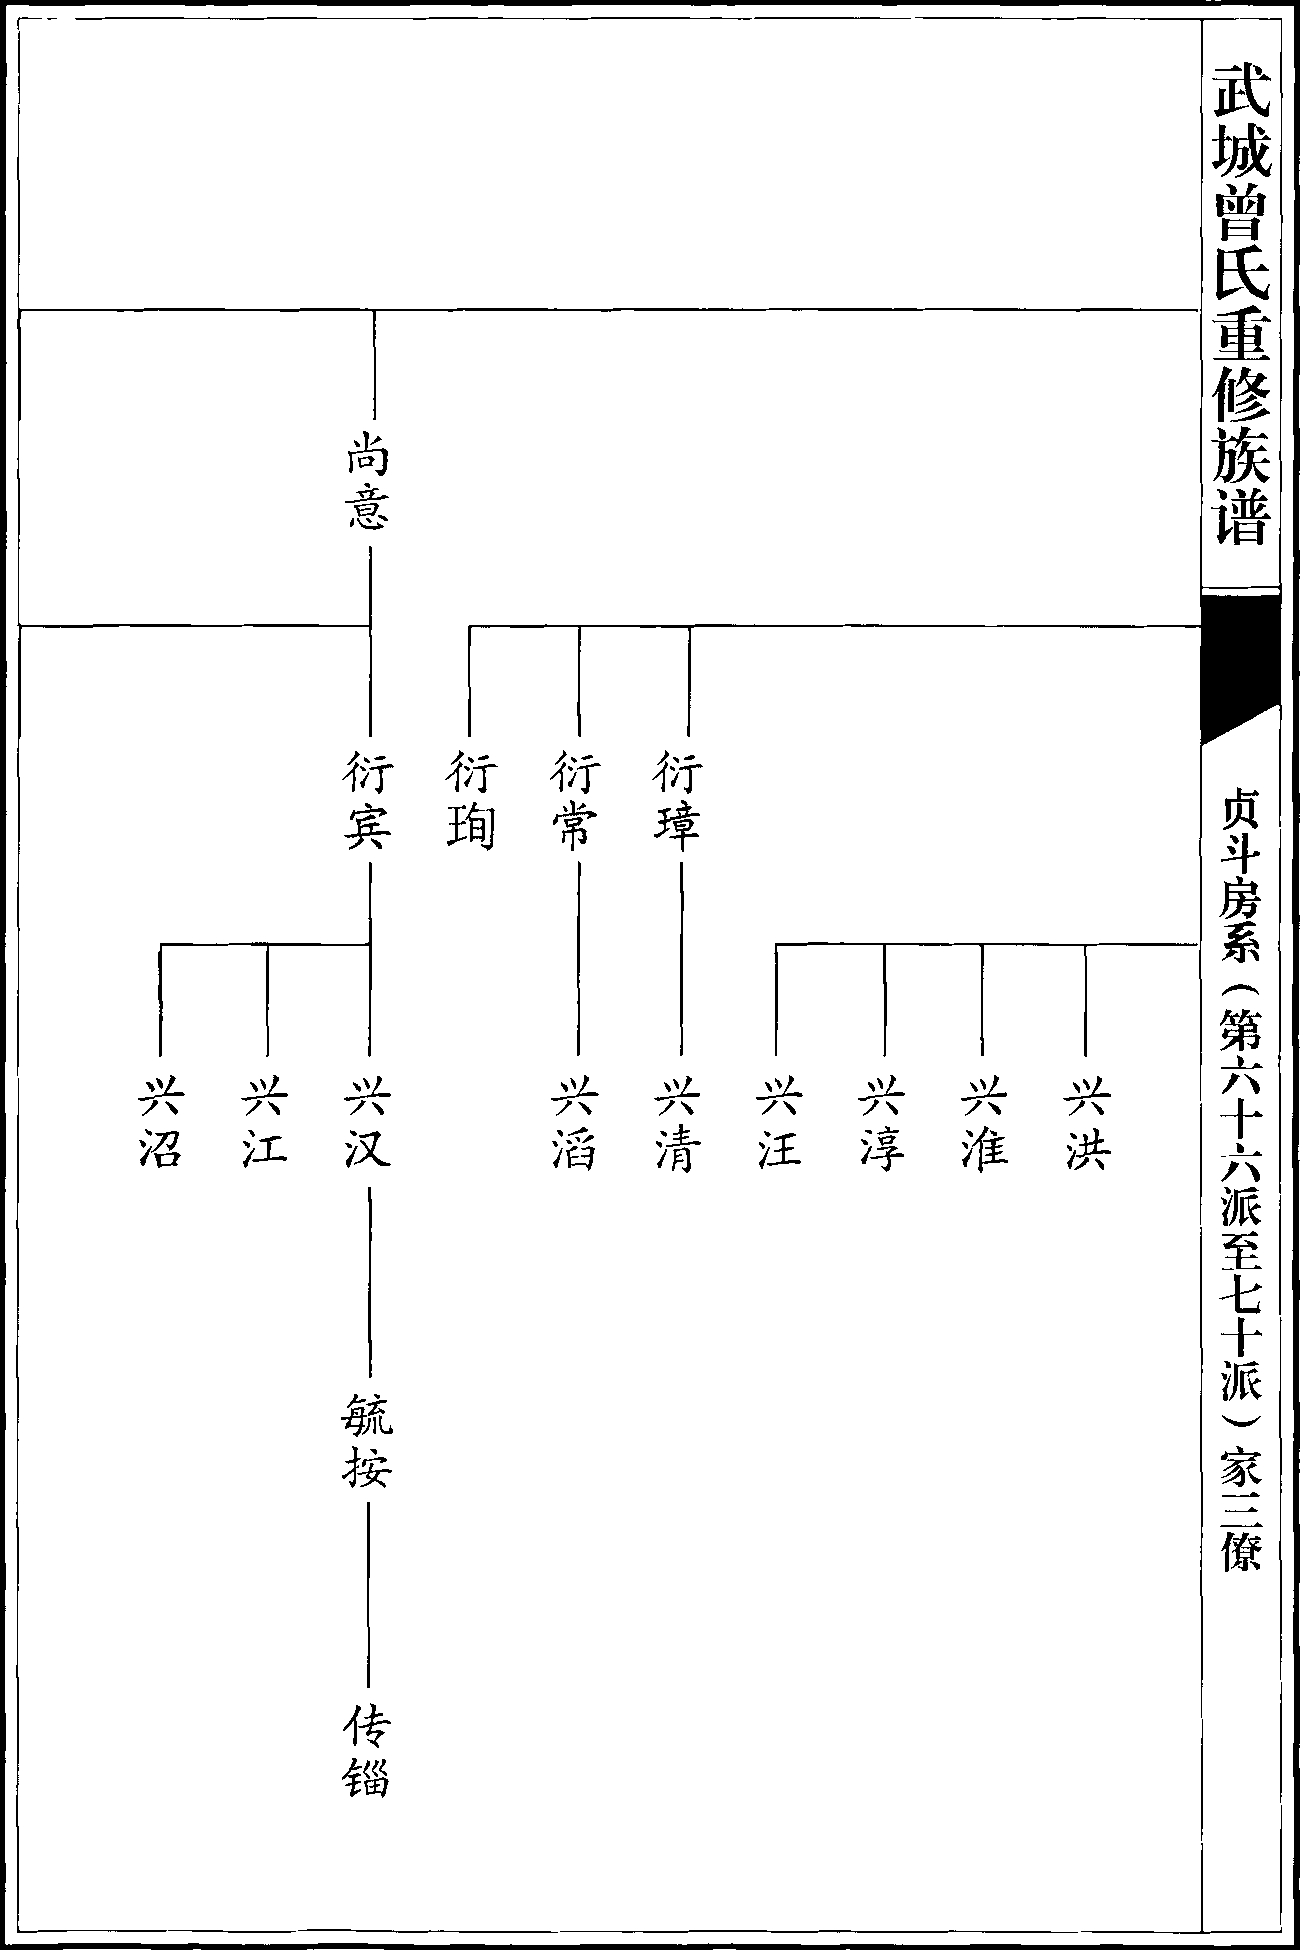 武城曾氏重修族谱
贞斗房系（第六十六派至七十派）家三僚
尚意
衍璋
衍常
衍珣
衍宾
兴洪
兴淮
兴淳
兴汪
兴清
兴滔
兴汉
兴江
兴沼
毓按
传锱